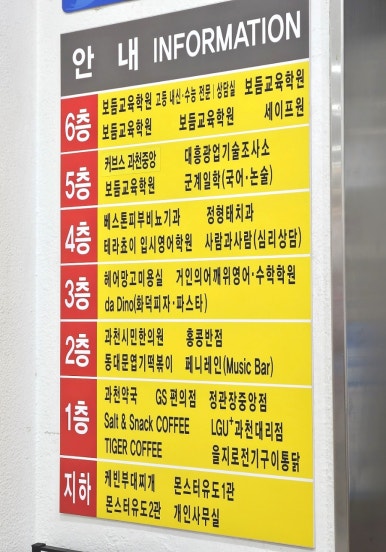 안 내 INFORMATION
6층
보듬교육학원 고등 내신·수능 전문 | 상담실 보듬교육학원
보듬교육학원 보듬교육학원 세이프원
5층
커브스 과천중앙 대흥광업기술조사소
보듬교육학원 군계일학(국어·논술)
4층
베스톤피부비뇨기과 정형태치과
테라효이 입시영어학원 사람과사람(심리상담)
3층
헤어망고미용실 거인의어깨위영어·수학학원
da Dino(화덕피자·파스타)
2층
과천시민한의원 홍콩반점
동대문엽기떡볶이 페니레인(Music Bar)
1층
과천약국 GS 편의점 정관장중앙점
Salt & Snack COFFEE LGU⁺과천대리점
TIGER COFFEE 을지로전기구이통닭
지하
케빈부대찌개 몬스터유도1관
몬스터유도2관 개인사무실